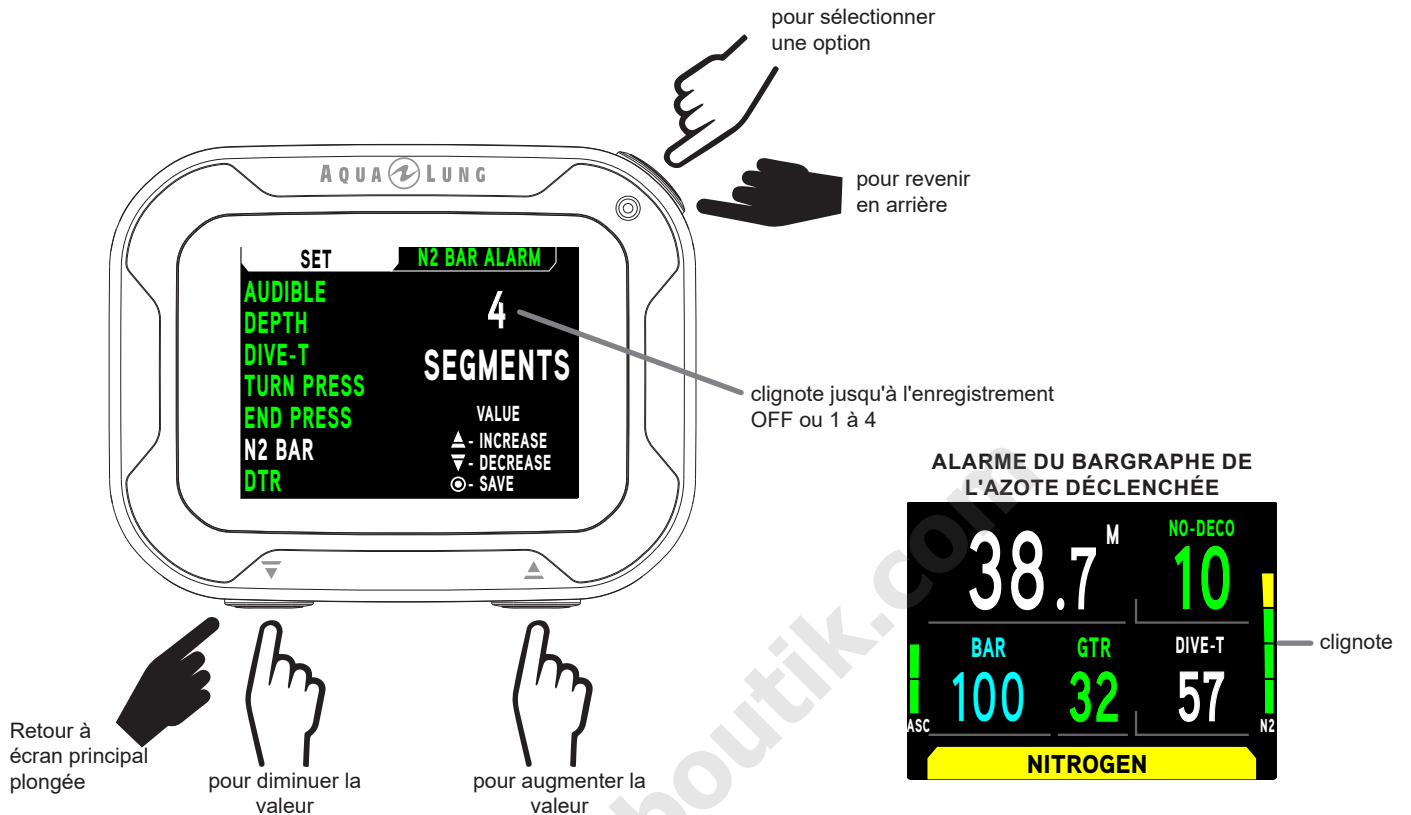 pour sélectionner
une option
AQUA LUNG
pour revenir
en arrière
SET
N2 BAR ALARM
AUDIBLE
DEPTH
DIVE-T
TURN PRESS
END PRESS
N2 BAR
DTR
4
SEGMENTS
VALUE
- INCREASE
- DECREASE
- SAVE
clignote jusqu'à l'enregistrement
OFF ou 1 à 4
Retour à
écran principal
plongée
pour diminuer la
valeur
pour augmenter la
valeur
ALARME DU BARGRAPHE DE
L'AZOTE DÉCLENCHÉE
38.7 M
NO-DECO
10
BAR
100
GTR
32
DIVE-T
57
ASC
N2
NITROGEN
clignote
boutik.com